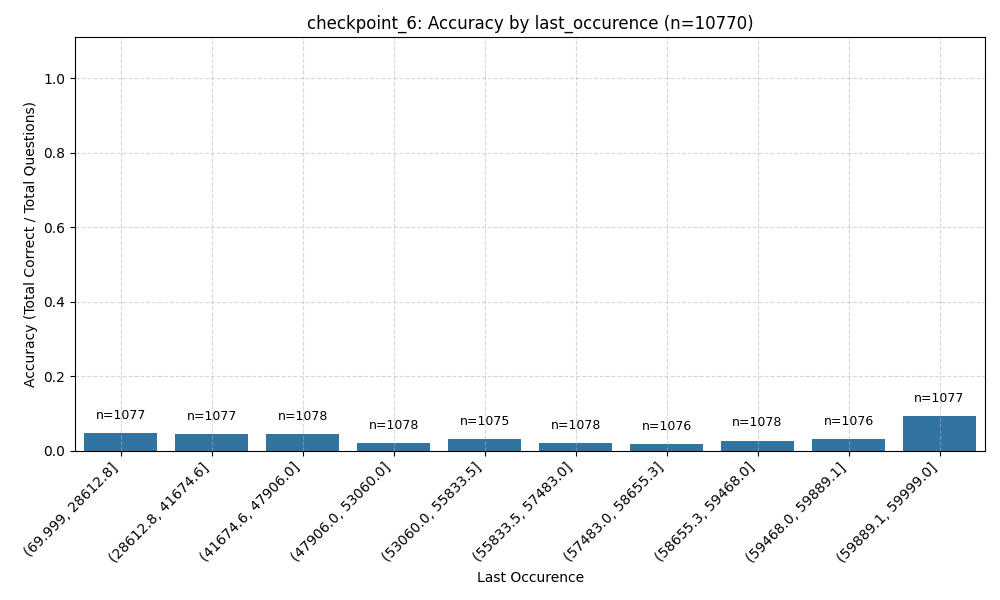 checkpoint_6: Accuracy by last_occurence (n=10770)
Accuracy (Total Correct / Total Questions)
1.0
0.8
0.6
0.4
0.2
0.0
n=1077
n=1077
n=1078
n=1078
n=1075
n=1078
n=1076
n=1078
n=1076
n=1077
(69.999, 28612.8]
(28612.8, 41674.6]
(41674.6, 47906.0]
(47906.0, 53060.0]
(53060.0, 55833.5]
(55833.5, 57483.0]
(57483.0, 58655.3]
(58655.3, 59468.0]
(59468.0, 59889.1]
(59889.1, 59999.0]
Last Occurence